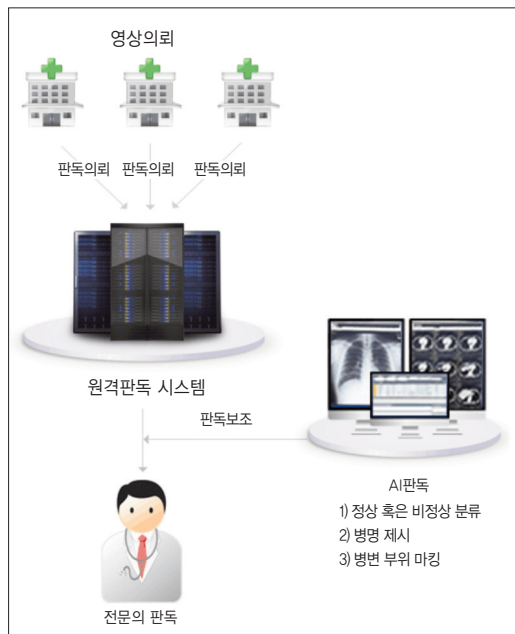 영상의뢰
판독의뢰 판독의뢰 판독의뢰
원격판독 시스템
판독보조
AI판독
1) 정상 혹은 비정상 분류
2) 병명 제시
3) 병변 부위 마킹
전문의 판독